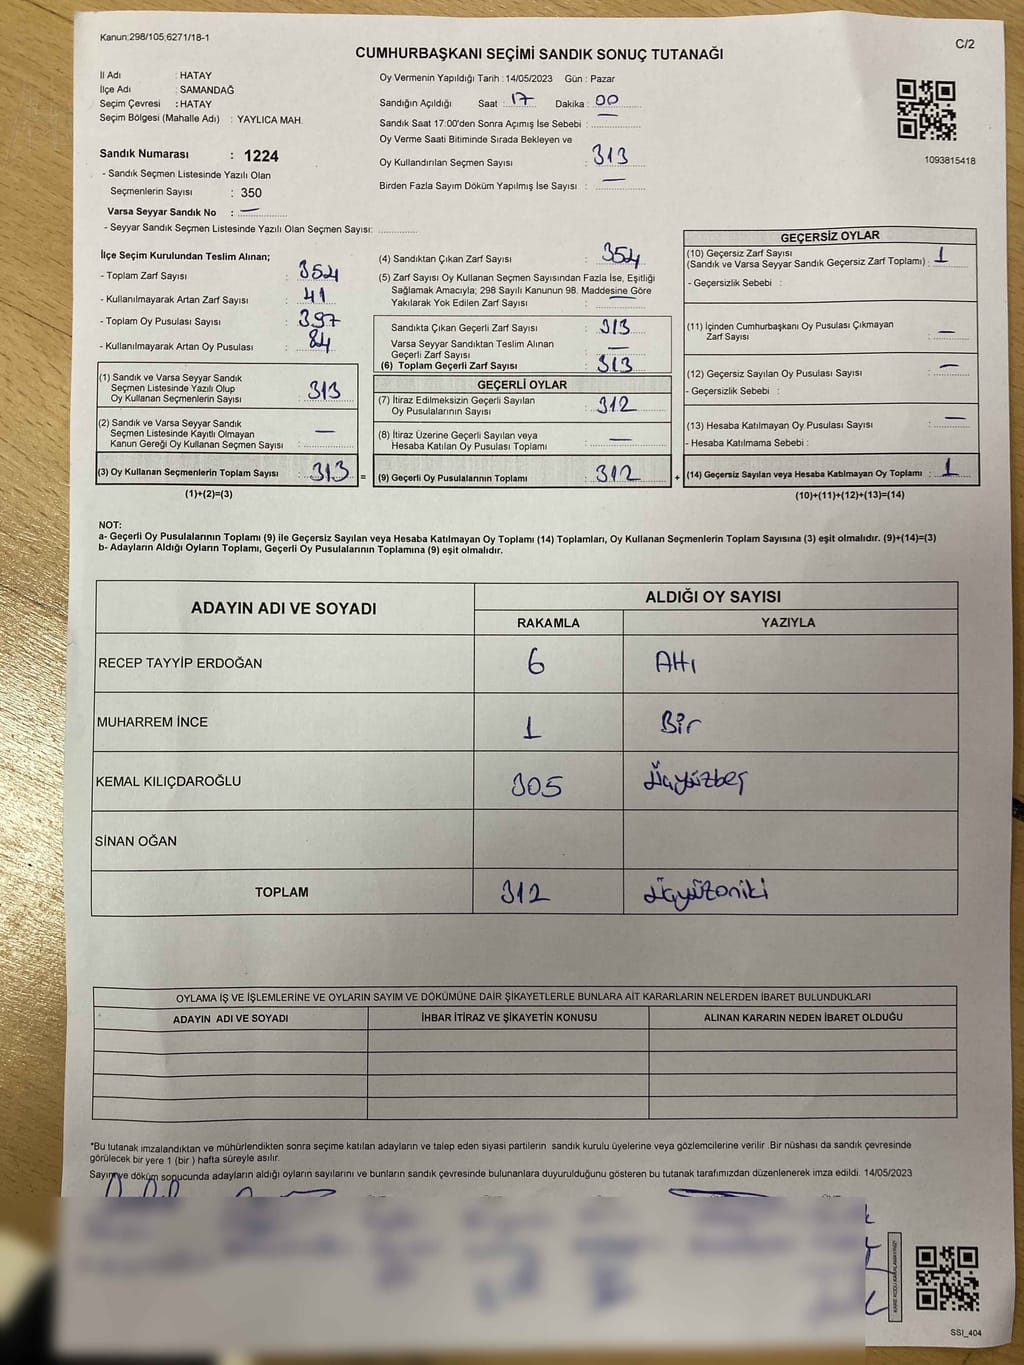 Kanun:298/105,6271/18-1
C/2
CUMHURBAŞKANI SEÇİMİ SANDIK SONUÇ TUTANAĞI
İl Adı : HATAY
İlçe Adı : SAMANDAĞ
Seçim Çevresi : HATAY
Seçim Bölgesi (Mahalle Adı) : YAYLICA MAH.
Sandık Numarası : 1224
- Sandık Seçmen Listesinde Yazılı Olan
Seçmenlerin Sayısı : 350
Varsa Seyyar Sandık No : —
- Seyyar Sandık Seçmen Listesinde Yazılı Olan Seçmen Sayısı:
Oy Vermenin Yapıldığı Tarih : 14/05/2023 Gün : Pazar
Sandığın Açıldığı Saat : 17 Dakika : 00
Sandık Saat 17:00'den Sonra Açımış İse Sebebi : —
Oy Verme Saati Bitiminde Sırada Bekleyen ve
Oy Kullandırılan Seçmen Sayısı : 313
Birden Fazla Sayım Döküm Yapılmış İse Sayısı : —
1093815418
İlçe Seçim Kurulundan Teslim Alınan;
- Toplam Zarf Sayısı : 354
- Kullanılmayarak Artan Zarf Sayısı : 41
- Toplam Oy Pusulası Sayısı : 397
- Kullanılmayarak Artan Oy Pusulası : 84
(1) Sandık ve Varsa Seyyar Sandık
Seçmen Listesinde Yazılı Olup
Oy Kullanan Seçmenlerin Sayısı : 313
(2) Sandık ve Varsa Seyyar Sandık
Seçmen Listesinde Kayıtlı Olmayan
Kanun Gereği Oy Kullanan Seçmen Sayısı : —
(3) Oy Kullanan Seçmenlerin Toplam Sayısı : 313 =
(1)+(2)=(3)
(4) Sandıktan Çıkan Zarf Sayısı : 354
(5) Zarf Sayısı Oy Kullanan Seçmen Sayısından Fazla İse, Eşitliği
Sağlamak Amacıyla; 298 Sayılı Kanunun 98. Maddesine Göre
Yakılarak Yok Edilen Zarf Sayısı : —
Sandıkta Çıkan Geçerli Zarf Sayısı : 313
Varsa Seyyar Sandıktan Teslim Alınan
Geçerli Zarf Sayısı : —
(6) Toplam Geçerli Zarf Sayısı : 313
GEÇERLİ OYLAR
(7) İtiraz Edilmeksizin Geçerli Sayılan
Oy Pusulalarının Sayısı : 312
(8) İtiraz Üzerine Geçerli Sayılan veya
Hesaba Katılan Oy Pusulası Toplamı : —
(9) Geçerli Oy Pusulalarının Toplamı : 312 +
GEÇERSİZ OYLAR
(10) Geçersiz Zarf Sayısı
(Sandık ve Varsa Seyyar Sandık Geçersiz Zarf Toplamı) : 1
- Geçersizlik Sebebi :
(11) İçinden Cumhurbaşkanı Oy Pusulası Çıkmayan
Zarf Sayısı : —
(12) Geçersiz Sayılan Oy Pusulası Sayısı : —
- Geçersizlik Sebebi :
(13) Hesaba Katılmayan Oy Pusulası Sayısı : —
- Hesaba Katılmama Sebebi :
(14) Geçersiz Sayılan veya Hesaba Katılmayan Oy Toplamı : 1
(10)+(11)+(12)+(13)=(14)
NOT:
a- Geçerli Oy Pusulalarının Toplamı (9) ile Geçersiz Sayılan veya Hesaba Katılmayan Oy Toplamı (14) Toplamları, Oy Kullanan Seçmenlerin Toplam Sayısına (3) eşit olmalıdır. (9)+(14)=(3)
b- Adayların Aldığı Oyların Toplamı, Geçerli Oy Pusulalarının Toplamına (9) eşit olmalıdır.
ADAYIN ADI VE SOYADI ALDIĞI OY SAYISI
RAKAMLA YAZIYLA
RECEP TAYYİP ERDOĞAN 6 Altı
MUHARREM İNCE 1 Bir
KEMAL KILIÇDAROĞLU 305 Üçyüzbeş
SİNAN OĞAN
TOPLAM 312 Üçyüzoniki
OYLAMA İŞ VE İŞLEMLERİNE VE OYLARIN SAYIM VE DÖKÜMÜNE DAİR ŞİKAYETLERLE BUNLARA AİT KARARLARIN NELERDEN İBARET BULUNDUKLARI
ADAYIN ADI VE SOYADI İHBAR İTİRAZ VE ŞİKAYETİN KONUSU ALINAN KARARIN NEDEN İBARET OLDUĞU
*Bu tutanak imzalandıktan ve mühürlendikten sonra seçime katılan adayların ve talep eden siyasi partilerin sandık kurulu üyelerine veya gözlemcilerine verilir. Bir nüshası da sandık çevresinde
görülecek bir yere 1 (bir ) hafta süreyle asılır.
Sayım ve döküm sonucunda adayların aldığı oyların sayılarını ve bunların sandık çevresinde bulunanlara duyurulduğunu gösteren bu tutanak tarafımızdan düzenlenerek imza edildi. 14/05/2023
SSI_404